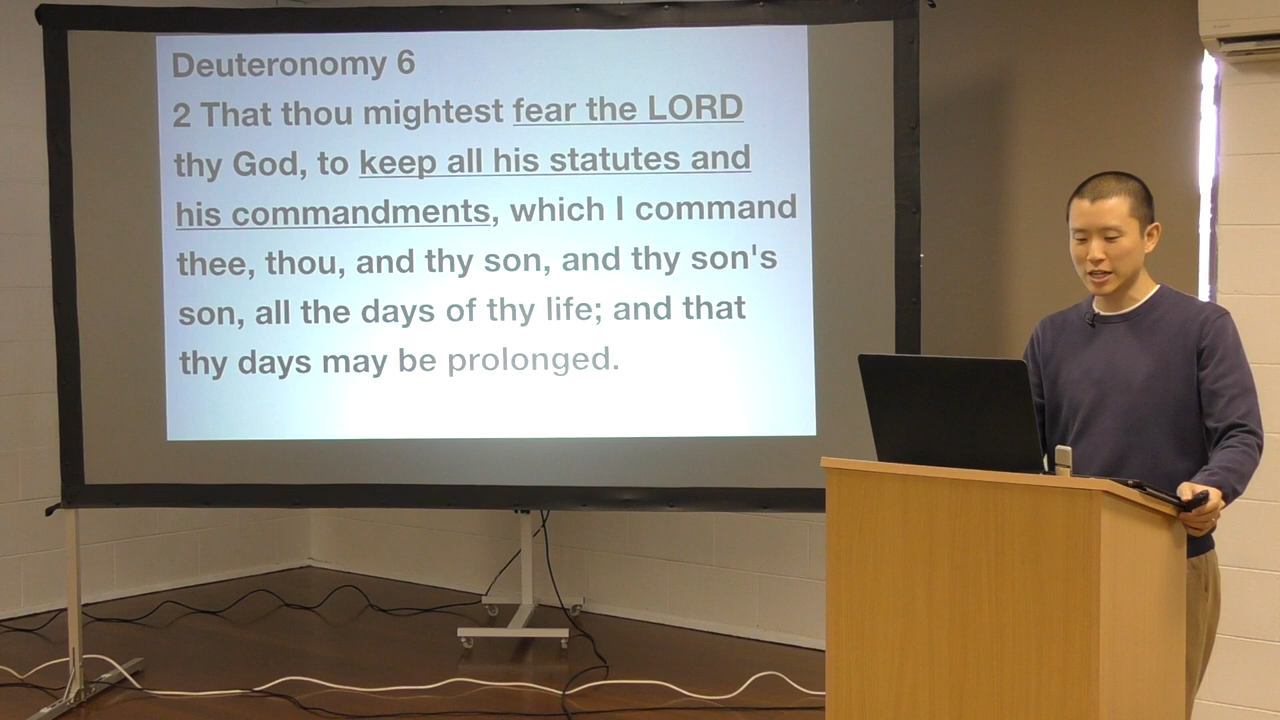 Deuteronomy 6
2 That thou mightest fear the LORD
thy God, to keep all his statutes and
his commandments, which I command
thee, thou, and thy son, and thy son's
son, all the days of thy life; and that
thy days may be prolonged.